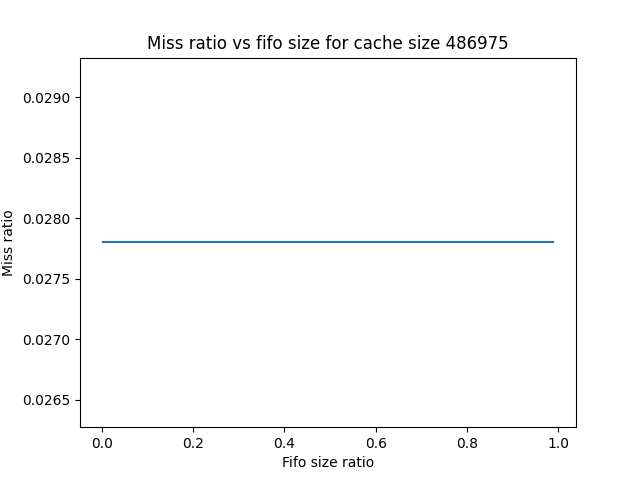 Miss ratio vs fifo size for cache size 486975
0.0290
0.0285
0.0280
0.0275
0.0270
0.0265
Miss ratio
0.0 0.2 0.4 0.6 0.8 1.0
Fifo size ratio